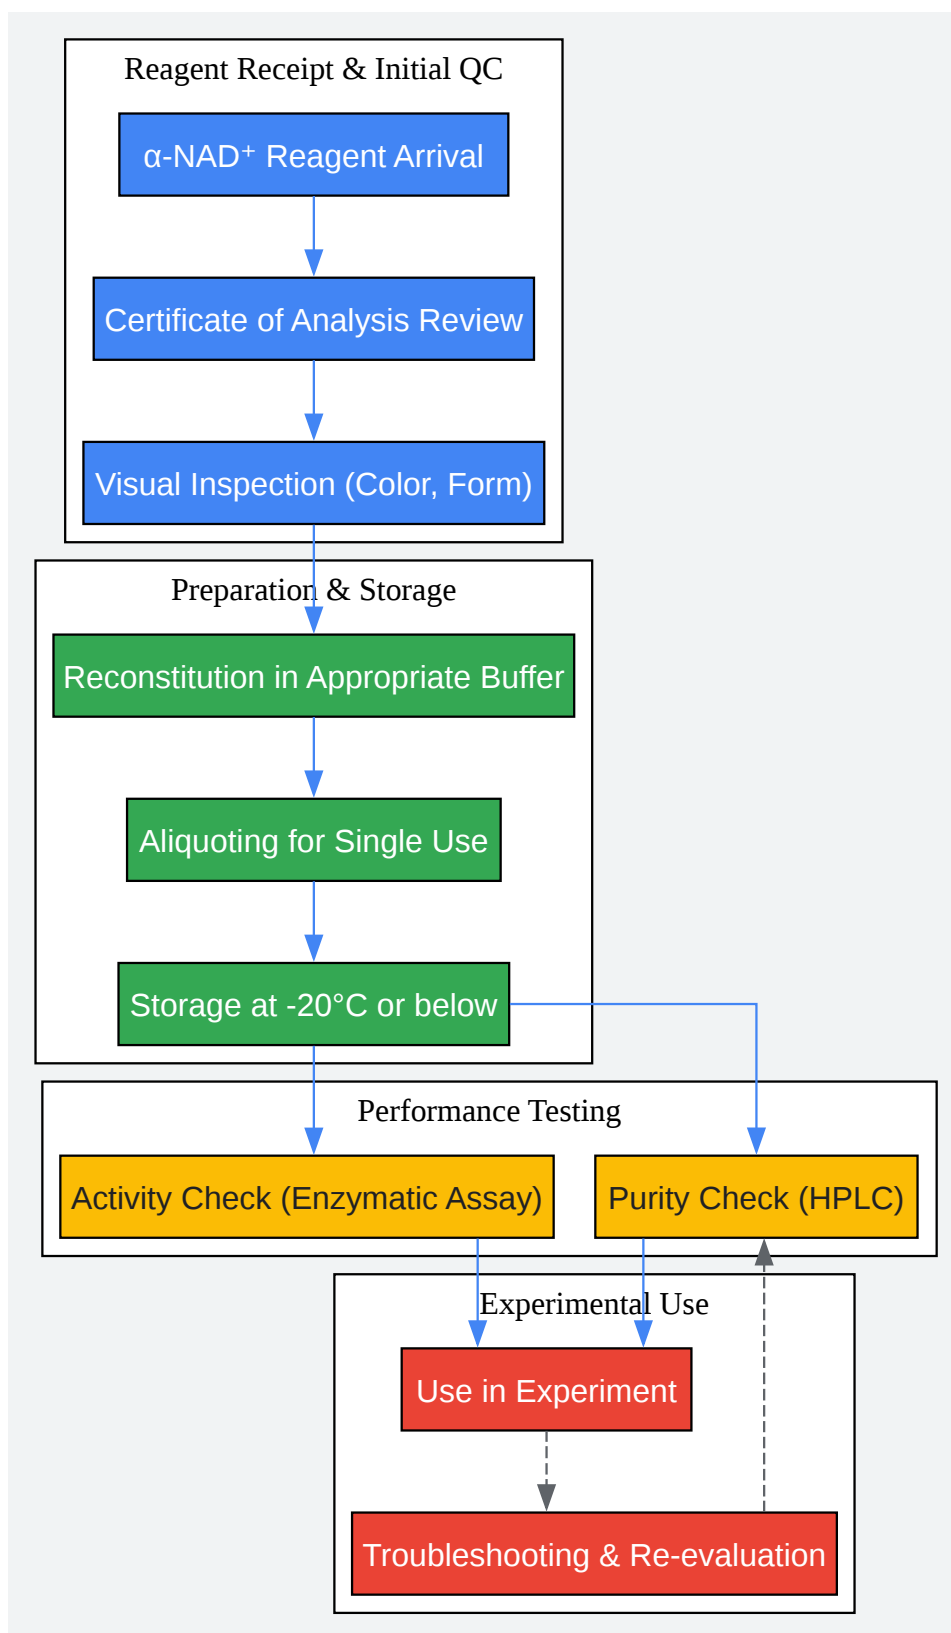 Reagent Receipt & Initial QC
α-NAD⁺ Reagent Arrival
Certificate of Analysis Review
Visual Inspection (Color, Form)
Preparation & Storage
Reconstitution in Appropriate Buffer
Aliquoting for Single Use
Storage at -20°C or below
Performance Testing
Activity Check (Enzymatic Assay)
Purity Check (HPLC)
Experimental Use
Use in Experiment
Troubleshooting & Re-evaluation